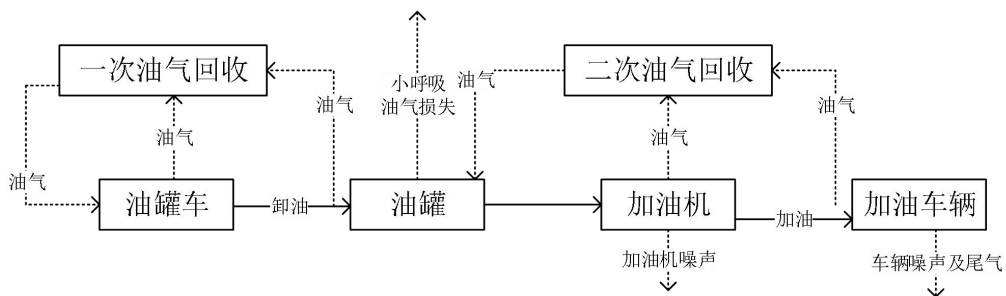 一次油气回收
小呼吸
油气损失
油气
二次油气回收
油气
油气
油气
油气
油气
油罐车
卸油
油罐
加油机
加油
加油车辆
加油机噪声
车辆噪声及尾气